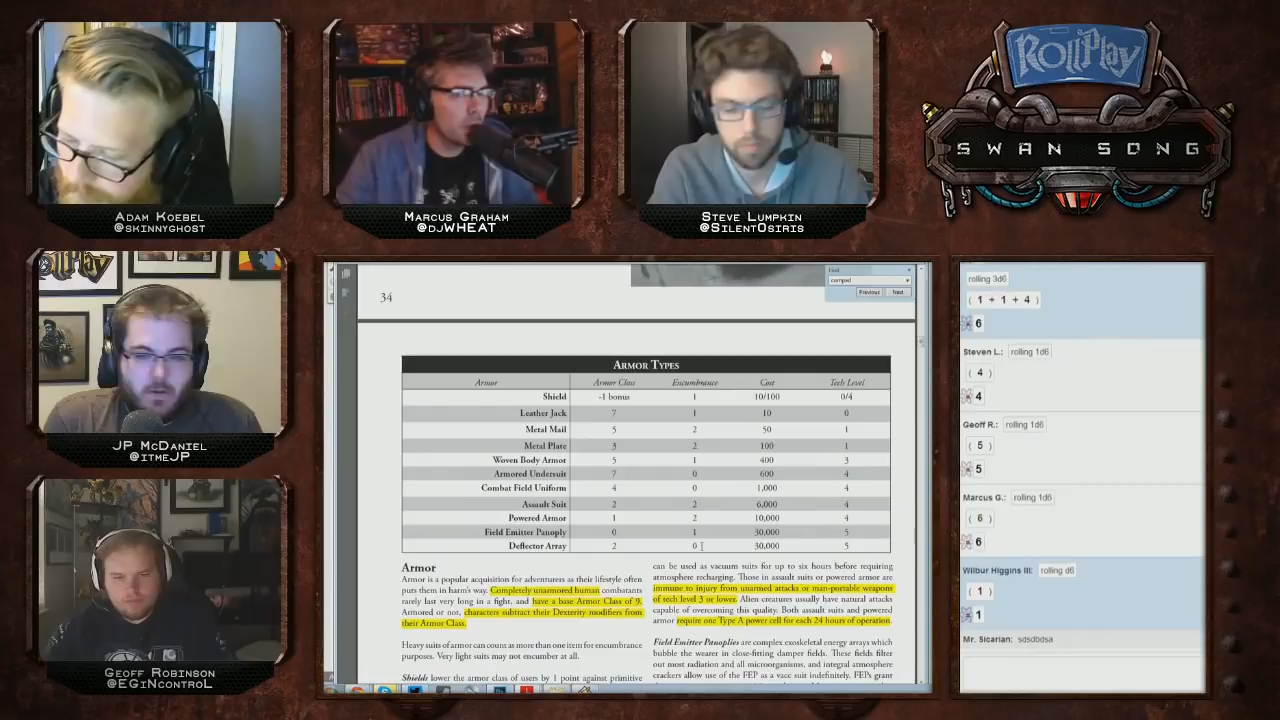 Adam Koebel
@skinnyghost
Marcus Graham
@djWHEAT
Steve Lumpkin
@SilentOsiris
RollPlay
SWAN SONG
JP McDaniel
@itmeJP
Geoff Robinson
@EGiNcontroL
34
Find
compad
Previous Next
Armor Types
Armor Armor Class Encumbrance Cost Tech Level
Shield -1 bonus 1 10/100 0/4
Leather Jack 7 1 10 0
Metal Mail 5 2 50 1
Metal Plate 3 2 100 1
Woven Body Armor 5 1 400 3
Armored Undersuit 7 0 600 4
Combat Field Uniform 4 0 1,000 4
Assault Suit 2 2 6,000 4
Powered Armor 1 2 10,000 4
Field Emitter Panoply 0 1 30,000 5
Deflector Array 2 0 30,000 5
Armor
Armor is a popular acquisition for adventurers as their lifestyle often
puts them in harm's way. Completely unarmored human combatants
rarely last very long in a fight, and have a base Armor Class of 9.
Armored or not, characters subtract their Dexterity modifiers from
their Armor Class.
Heavy suits of armor can count as more than one item for encumbrance
purposes. Very light suits may not encumber at all.
Shields lower the armor class of users by 1 point against primitive
can be used as vacuum suits for up to six hours before requiring
atmosphere recharging. Those in assault suits or powered armor are
immune to injury from unarmed attacks or man-portable weapons
of tech level 3 or lower. Alien creatures usually have natural attacks
capable of overcoming this quality. Both assault suits and powered
armor require one Type A power cell for each 24 hours of operation.
Field Emitter Panoplies are complex exoskeletal energy arrays which
bubble the wearer in close-fitting damper fields. These fields filter
out most radiation and all microorganisms, and integral atmosphere
crackers allow use of the FEP as a vacc suit indefinitely. FEPs grant
rolling 3d6
( 1 + 1 + 4 )
6
Steven L.: rolling 1d6
( 4 )
4
Geoff R.: rolling 1d6
( 5 )
5
Marcus G.: rolling 1d6
( 6 )
6
Wilbur Higgins III: rolling d6
( 1 )
1
Mr. Sicarian: sdsdbdsa